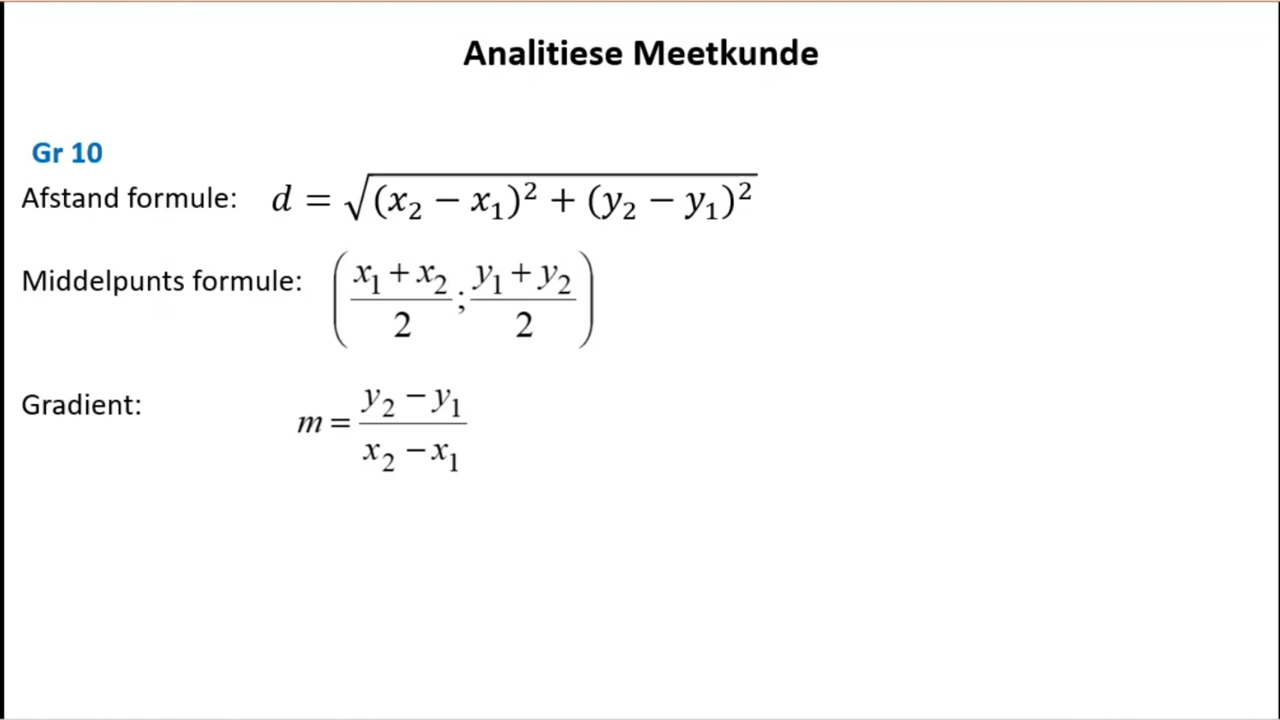 Analitiese Meetkunde
Gr 10
Afstand formule: d = √((x₂ − x₁)² + (y₂ − y₁)²)
Middelpunts formule: ((x₁ + x₂)/2 ; (y₁ + y₂)/2)
Gradient: m = (y₂ − y₁)/(x₂ − x₁)